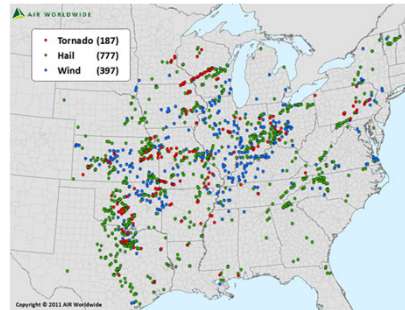 AIR WORLDWIDE
Tornado (187)
Hail (777)
Wind (397)
Copyright © 2011 AIR Worldwide